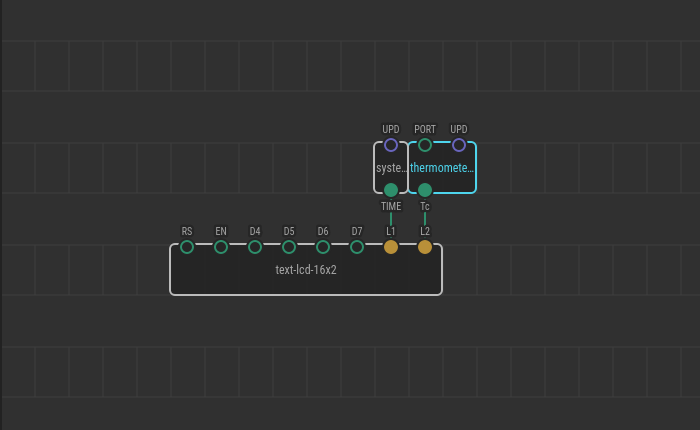 UPD PORT UPD
syste... thermomete...
TIME Tc
RS EN D4 D5 D6 D7 L1 L2
text-lcd-16x2